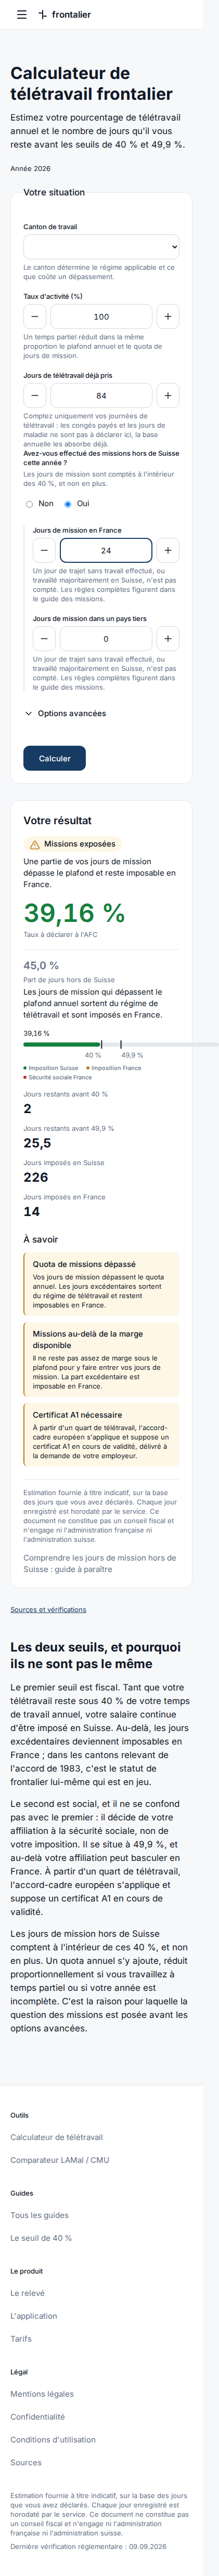 frontalier
Calculateur de
télétravail frontalier
Estimez votre pourcentage de télétravail
annuel et le nombre de jours qu'il vous
reste avant les seuils de 40 % et 49,9 %.
Année 2026
Votre situation
Canton de travail
Le canton détermine le régime applicable et ce
que coûte un dépassement.
Taux d'activité (%)
100
Un temps partiel réduit dans la même
proportion le plafond annuel et le quota de
jours de mission.
Jours de télétravail déjà pris
84
Comptez uniquement vos journées de
télétravail : les congés payés et les jours de
maladie ne sont pas à déclarer ici, la base
annuelle les absorbe déjà.
Avez-vous effectué des missions hors de Suisse
cette année ?
Les jours de mission sont comptés à l'intérieur
des 40 %, et non en plus.
Non Oui
Jours de mission en France
24
Un jour de trajet sans travail effectué, ou
travaillé majoritairement en Suisse, n'est pas
compté. Les règles complètes figurent dans
le guide des missions.
Jours de mission dans un pays tiers
0
Un jour de trajet sans travail effectué, ou
travaillé majoritairement en Suisse, n'est pas
compté. Les règles complètes figurent dans
le guide des missions.
Options avancées
Calculer
Votre résultat
Missions exposées
Une partie de vos jours de mission
dépasse le plafond et reste imposable en
France.
39,16 %
Taux à déclarer à l'AFC
45,0 %
Part de jours hors de Suisse
Les jours de mission qui dépassent le
plafond annuel sortent du régime de
télétravail et sont imposés en France.
39,16 %
40 % 49,9 %
Imposition Suisse Imposition France
Sécurité sociale France
Jours restants avant 40 %
2
Jours restants avant 49,9 %
25,5
Jours imposés en Suisse
226
Jours imposés en France
14
À savoir
Quota de missions dépassé
Vos jours de mission dépassent le quota
annuel. Les jours excédentaires sortent
du régime de télétravail et restent
imposables en France.
Missions au-delà de la marge
disponible
Il ne reste pas assez de marge sous le
plafond pour y faire entrer vos jours de
mission. La part excédentaire est
imposable en France.
Certificat A1 nécessaire
À partir d'un quart de télétravail, l'accord-
cadre européen s'applique et suppose un
certificat A1 en cours de validité, délivré à
la demande de votre employeur.
Estimation fournie à titre indicatif, sur la base
des jours que vous avez déclarés. Chaque jour
enregistré est horodaté par le service. Ce
document ne constitue pas un conseil fiscal et
n'engage ni l'administration française ni
l'administration suisse.
Comprendre les jours de mission hors de
Suisse : guide à paraître
Sources et vérifications
Les deux seuils, et pourquoi
ils ne sont pas le même
Le premier seuil est fiscal. Tant que votre
télétravail reste sous 40 % de votre temps
de travail annuel, votre salaire continue
d'être imposé en Suisse. Au-delà, les jours
excédentaires deviennent imposables en
France ; dans les cantons relevant de
l'accord de 1983, c'est le statut de
frontalier lui-même qui est en jeu.
Le second est social, et il ne se confond
pas avec le premier : il décide de votre
affiliation à la sécurité sociale, non de
votre imposition. Il se situe à 49,9 %, et
au-delà votre affiliation peut basculer en
France. À partir d'un quart de télétravail,
l'accord-cadre européen s'applique et
suppose un certificat A1 en cours de
validité.
Les jours de mission hors de Suisse
comptent à l'intérieur de ces 40 %, et non
en plus. Un quota annuel s'y ajoute, réduit
proportionnellement si vous travaillez à
temps partiel ou si votre année est
incomplète. C'est la raison pour laquelle la
question des missions est posée avant les
options avancées.
Outils
Calculateur de télétravail
Comparateur LAMal / CMU
Guides
Tous les guides
Le seuil de 40 %
Le produit
Le relevé
L'application
Tarifs
Légal
Mentions légales
Confidentialité
Conditions d'utilisation
Sources
Estimation fournie à titre indicatif, sur la base des jours
que vous avez déclarés. Chaque jour enregistré est
horodaté par le service. Ce document ne constitue pas
un conseil fiscal et n'engage ni l'administration
française ni l'administration suisse.
Dernière vérification réglementaire : 09.09.2026